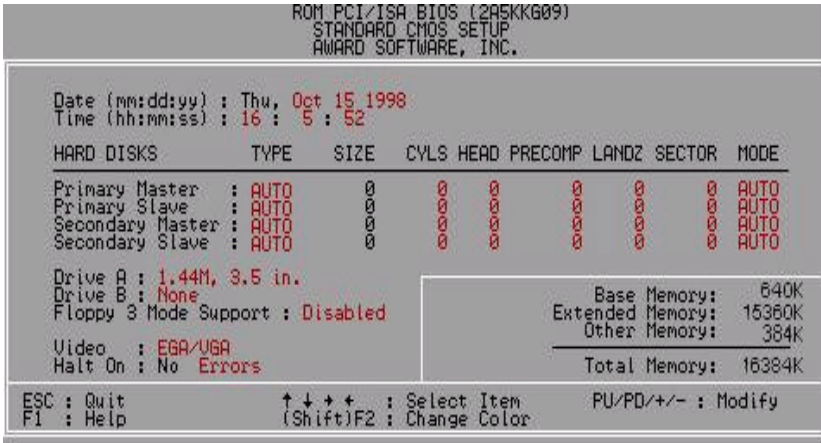 ROM PCI/ISA BIOS (2A5KKG09)
STANDARD CMOS SETUP
AWARD SOFTWARE, INC.
Date (mm:dd:yy) : Thu, Oct 15 1998
Time (hh:mm:ss) : 16 : 5 : 52
HARD DISKS TYPE SIZE CYLS HEAD PRECOMP LANDZ SECTOR MODE
Primary Master : AUTO 0 0 0 0 0 0 AUTO
Primary Slave : AUTO 0 0 0 0 0 0 AUTO
Secondary Master : AUTO 0 0 0 0 0 0 AUTO
Secondary Slave : AUTO 0 0 0 0 0 0 AUTO
Drive A : 1.44M, 3.5 in.
Drive B : None
Floppy 3 Mode Support : Disabled
Video : EGA/VGA
Halt On : No Errors
Base Memory: 640K
Extended Memory: 15360K
Other Memory: 384K
Total Memory: 16384K
ESC : Quit ↑ ↓ → ← : Select Item PU/PD/+/- : Modify
F1 : Help (Shift)F2 : Change Color